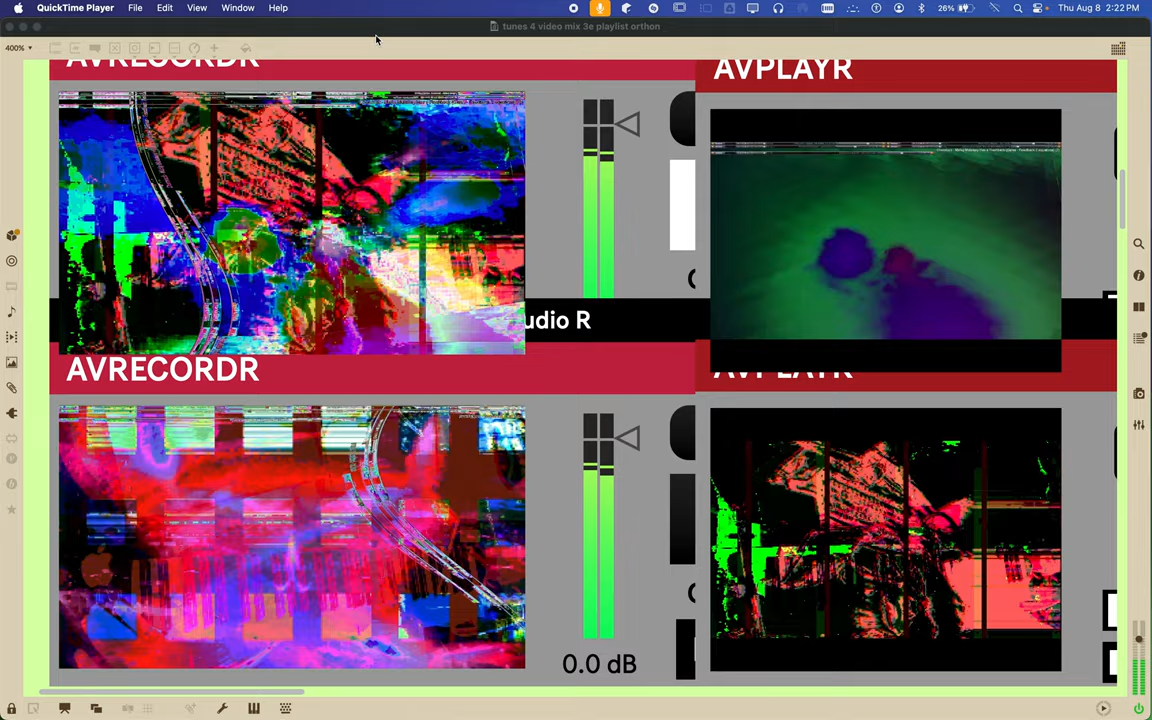 QuickTime Player File Edit View Window Help 26% Thu Aug 8 2:22 PM
tunes 4 video mix 3e playlist orthon
400%
AVRECORDR
AVPLAYR
udio R
AVRECORDR
AVPLAYR
0.0 dB